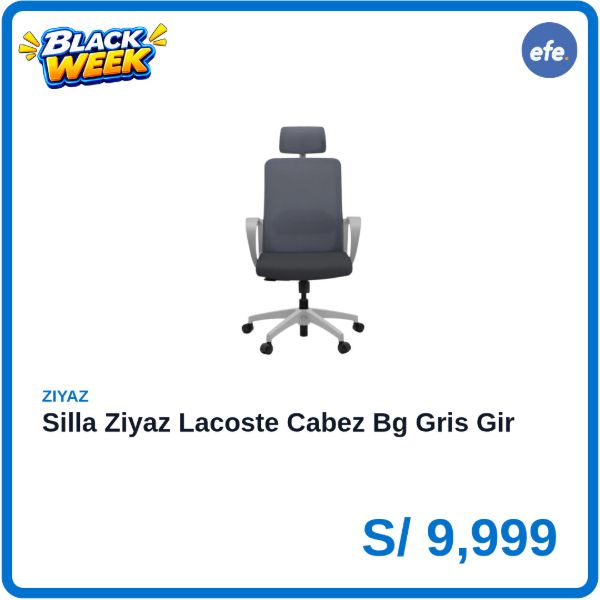 BLACK
WEEK
efe.
ZIYAZ
Silla Ziyaz Lacoste Cabez Bg Gris Gir
S/ 9,999